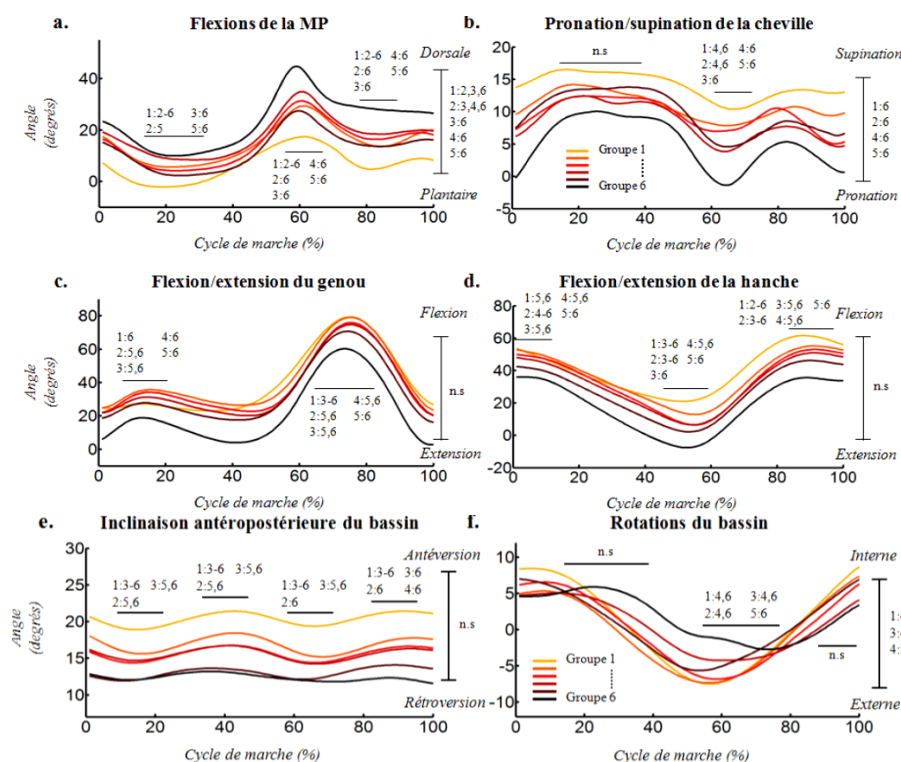 a. Flexions de la MP
Dorsale
1:2-6 3:6
2:5 5:6
1:2-6 4:6
2:6 5:6
3:6
1:2-6 4:6
2:6 5:6
3:6
1:2,3,6
2:3,4,6
3:6
4:6
5:6
Plantaire
Angle
(degrés)
40
20
0
0 20 40 60 80 100
Cycle de marche (%)
b. Pronation/supination de la cheville
Supination
n.s
1:4,6 4:6
2:4,6 5:6
3:6
1:6
2:6
4:6
5:6
Groupe 1
Groupe 6
Pronation
20
15
10
5
0
-5
0 20 40 60 80 100
Cycle de marche (%)
c. Flexion/extension du genou
Flexion
1:6 4:6
2:5,6 5:6
3:5,6
1:3-6 4:5,6
2:5,6 5:6
3:5,6
n.s
Extension
Angle
(degrés)
80
60
40
20
0
0 20 40 60 80 100
Cycle de marche (%)
d. Flexion/extension de la hanche
1:5,6 4:5,6
2:4-6 5:6
3:5,6
1:3-6 4:5,6
2:3-6 5:6
3:6
1:2-6 3:5,6 5:6
2:3-6 4:5,6
Flexion
n.s
Extension
80
60
40
20
0
-20
0 20 40 60 80 100
Cycle de marche (%)
e. Inclinaison antéropostérieure du bassin
Antéversion
1:3-6 3:5,6
2:5,6
1:3-6 3:5,6
2:5,6
1:3-6 3:5,6
2:6
1:3-6 3:6
2:6 4:6
n.s
Rétroversion
Angle
(degrés)
30
25
20
15
10
0 20 40 60 80 100
Cycle de marche (%)
f. Rotations du bassin
n.s
Interne
1:4,6 3:4,6
2:4,6 5:6
n.s
Groupe 1
Groupe 6
Externe
10
5
0
-5
-10
0 20 40 60 80 100
Cycle de marche (%)